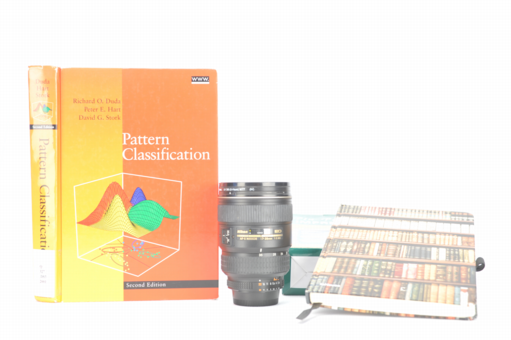 Pattern Classification
WWW.
Richard O. Duda
Peter E. Hart
David G. Stork
Pattern
Classification
Second Edition